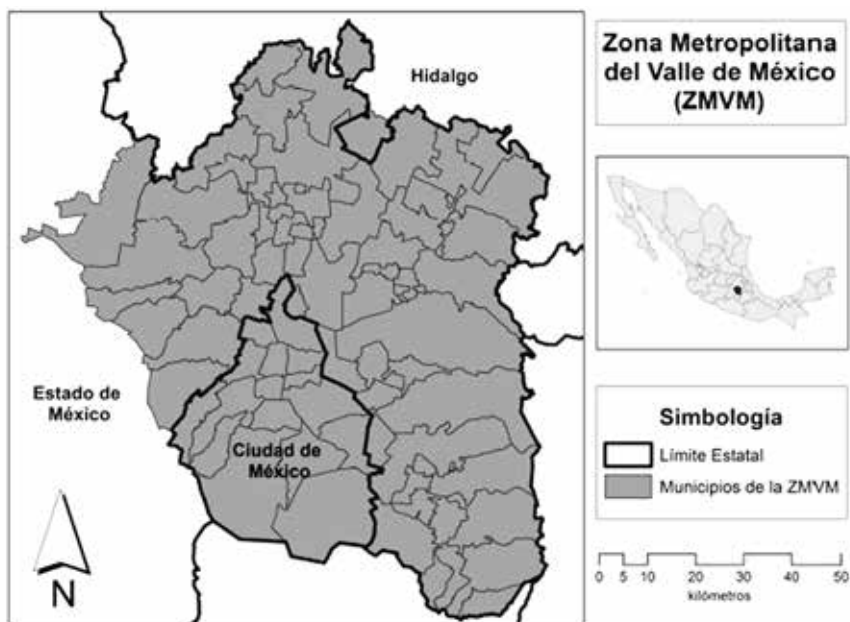 Hidalgo
Estado de
México
Ciudad de
México
N
Zona Metropolitana
del Valle de México
(ZMVM)
Simbología
Límite Estatal
Municipios de la ZMVM
0 5 10 20 30 40 50
kilómetros